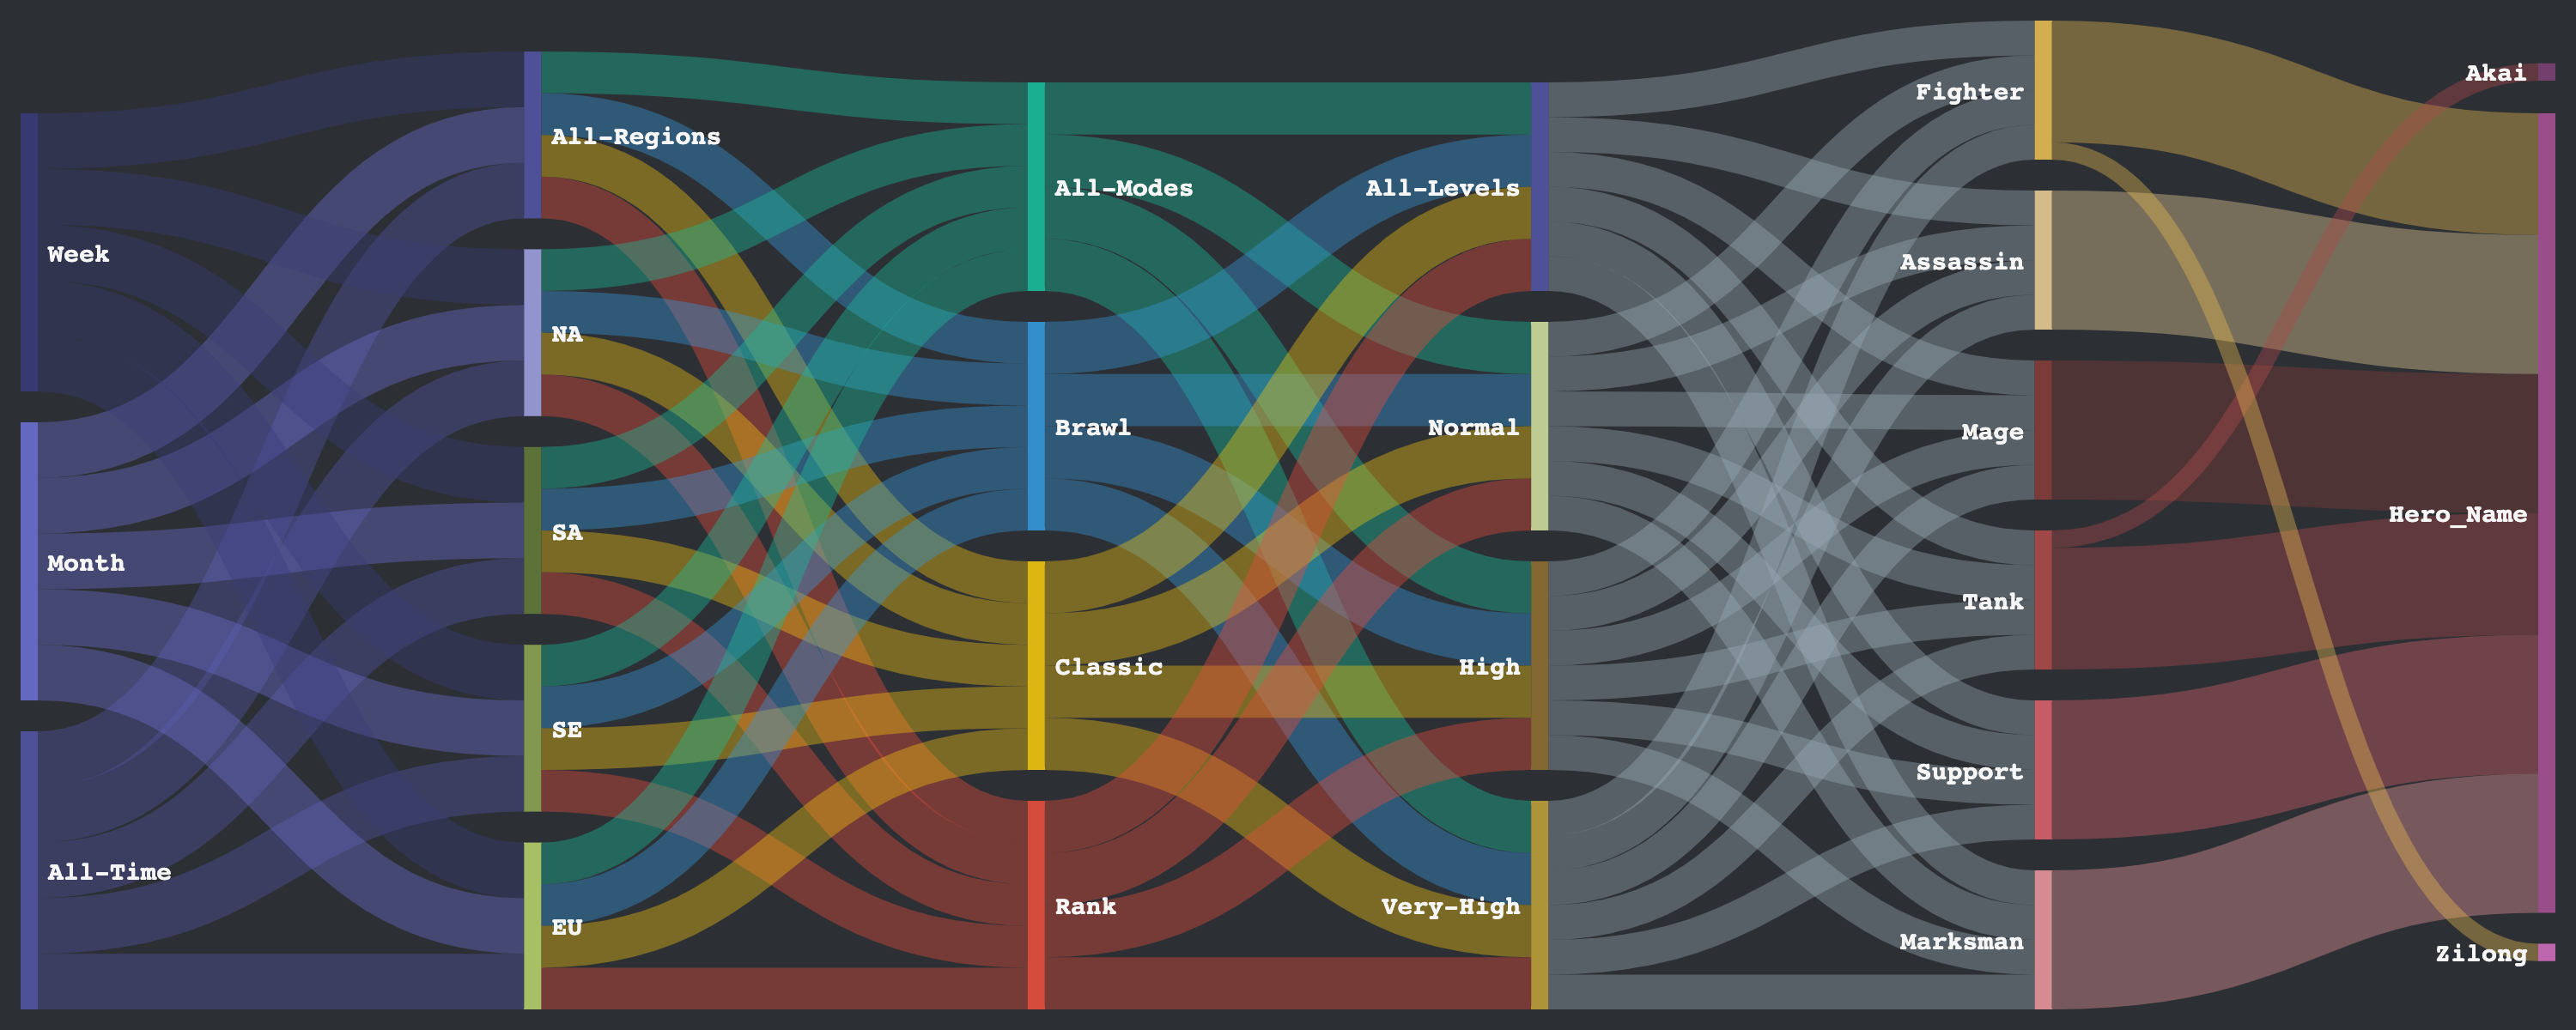 Week
Month
All-Time
All-Regions
NA
SA
SE
EU
All-Modes
Brawl
Classic
Rank
All-Levels
Normal
High
Very-High
Fighter
Assassin
Mage
Tank
Support
Marksman
Akai
Hero_Name
Zilong